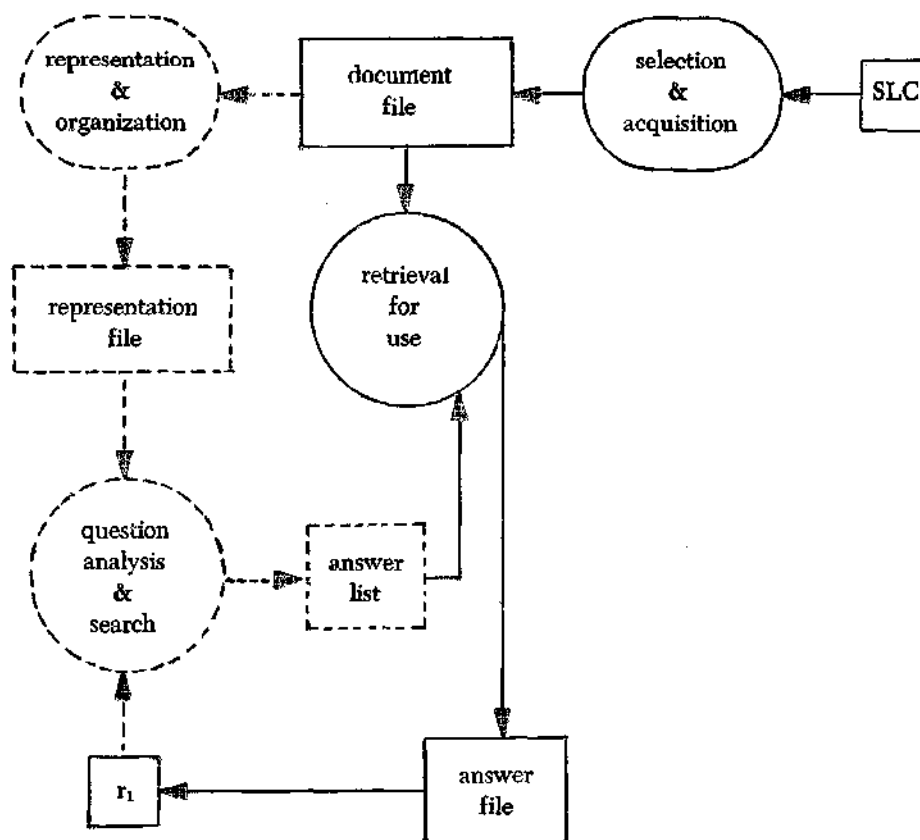 representation
&
organization
document
file
selection
&
acquisition
SLC
representation
file
retrieval
for
use
question
analysis
&
search
answer
list
r1
answer
file